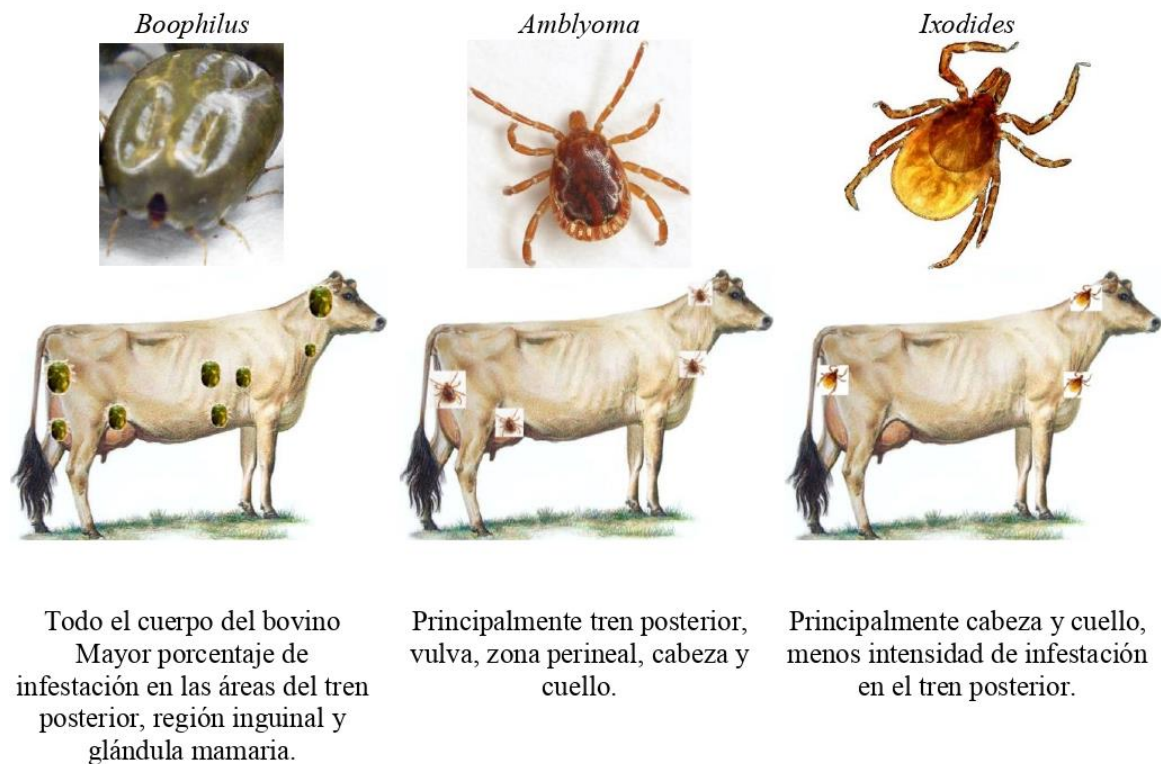 Boophilus
Amblyoma
Ixodides
Todo el cuerpo del bovino
Mayor porcentaje de
infestación en las áreas del tren
posterior, región inguinal y
glándula mamaria.
Principalmente tren posterior,
vulva, zona perineal, cabeza y
cuello.
Principalmente cabeza y cuello,
menos intensidad de infestación
en el tren posterior.